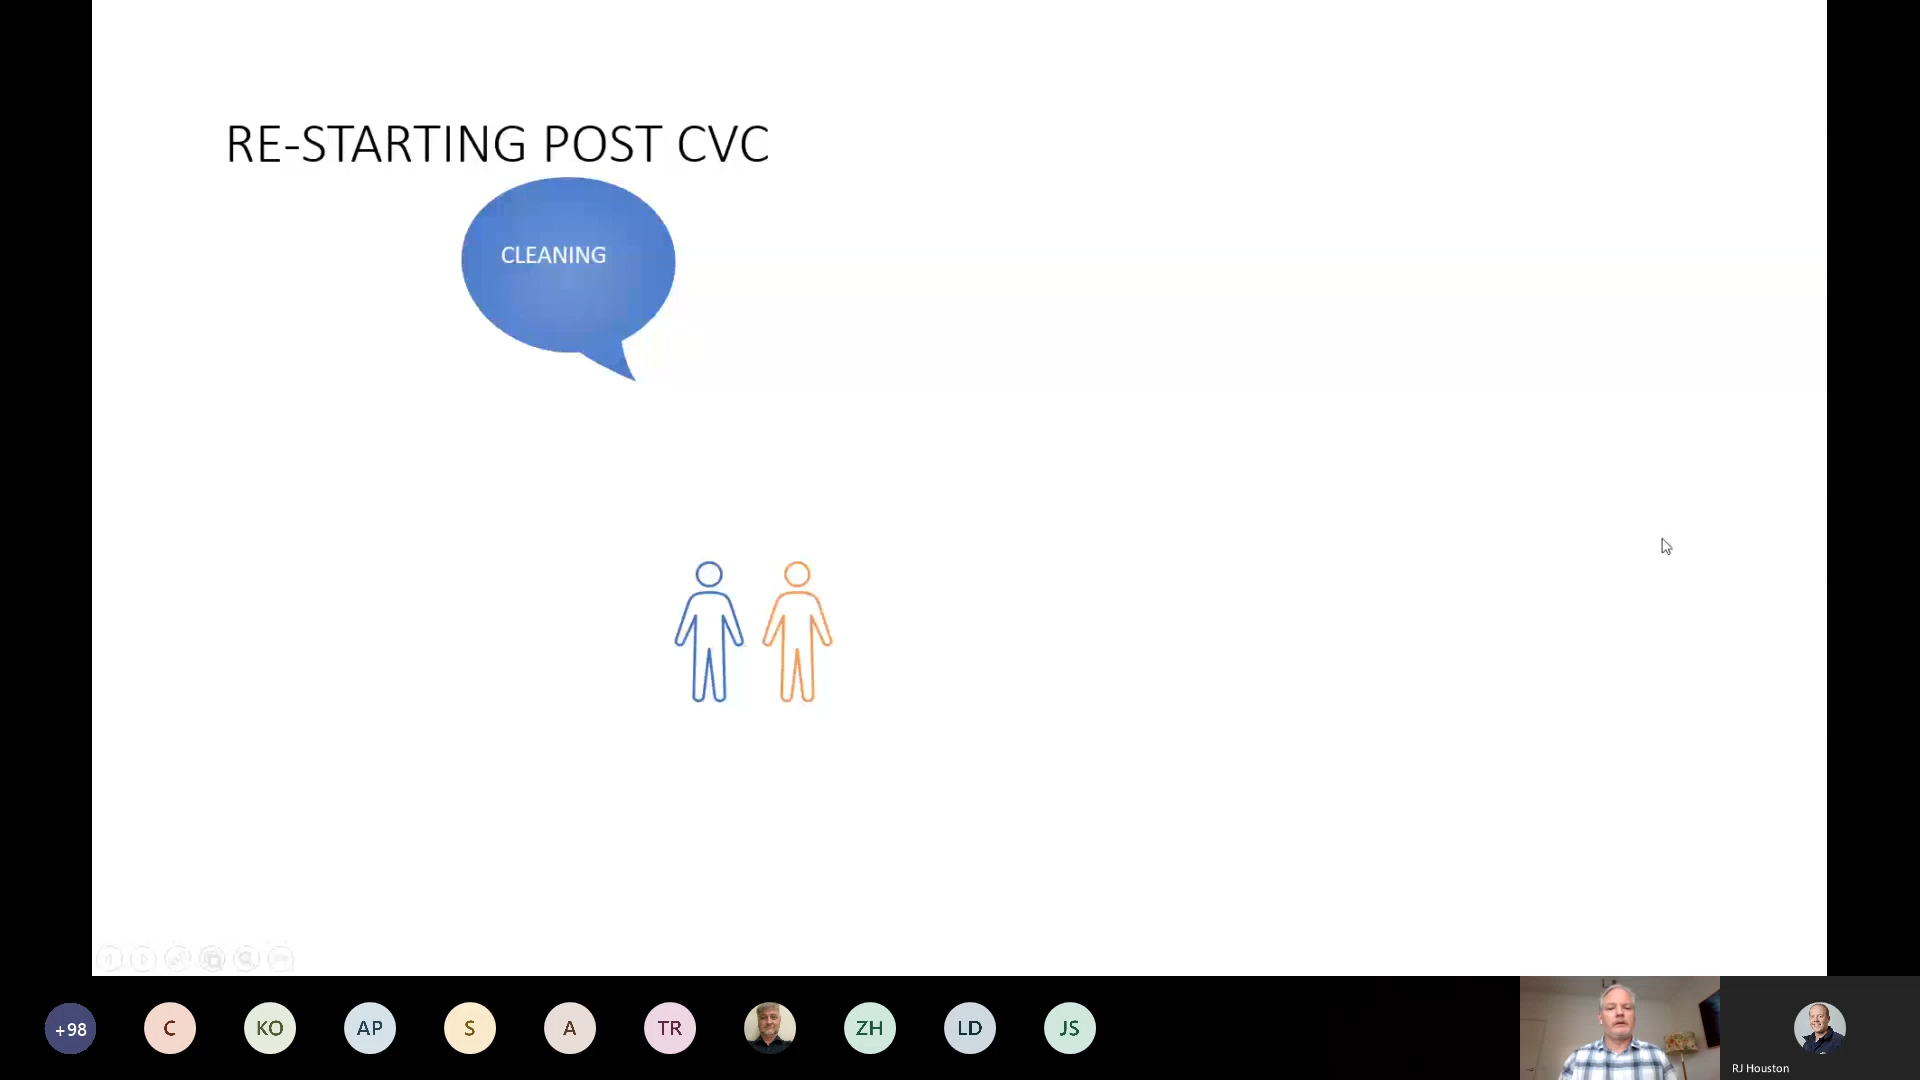 RE-STARTING POST CVC
CLEANING
+98
C
KO
AP
S
A
TR
ZH
LD
JS
RJ Houston